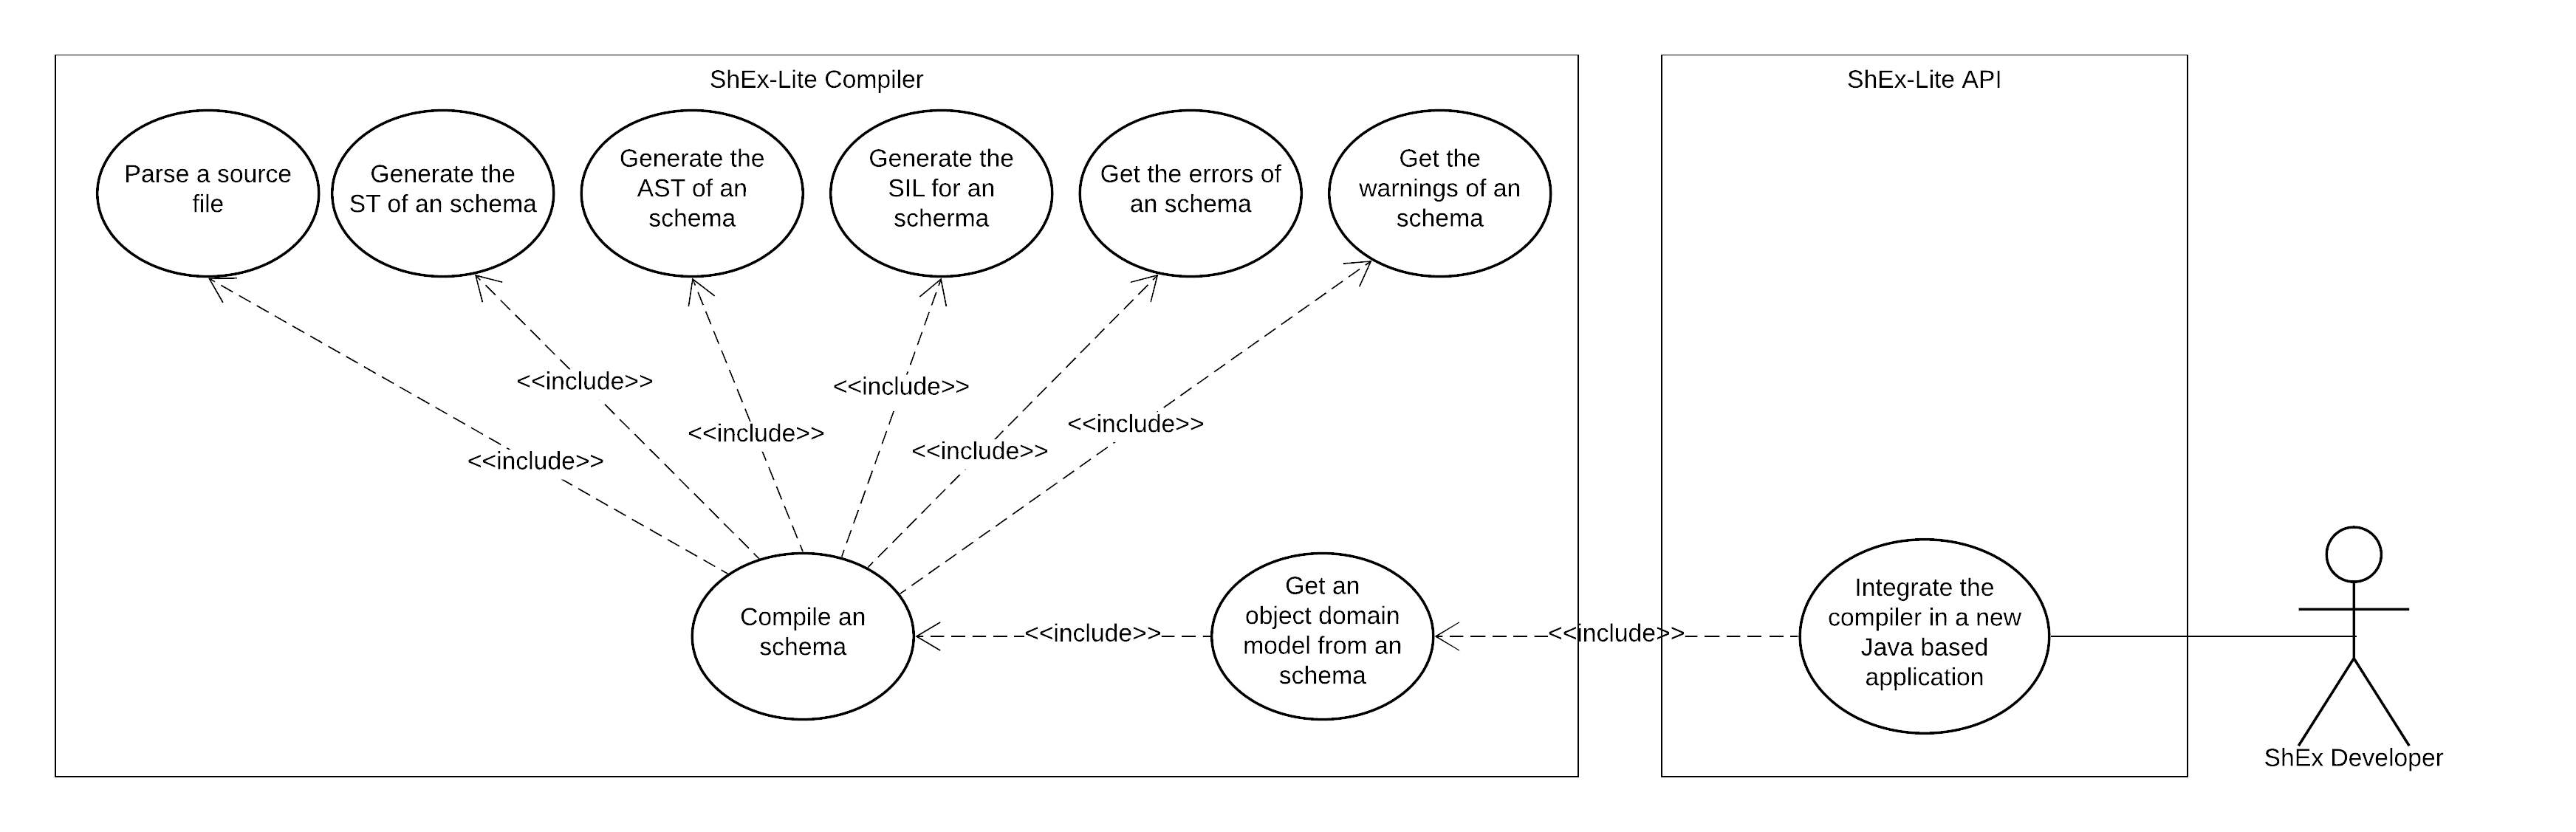 ShEx-Lite Compiler
Parse a source
file
Generate the
ST of an schema
Generate the
AST of an
schema
Generate the
SIL for an
scherma
Get the errors of
an schema
Get the
warnings of an
schema
<<include>>
<<include>>
<<include>>
<<include>>
<<include>>
<<include>>
Compile an
schema
<<include>>
Get an
object domain
model from an
schema
<<include>>
ShEx-Lite API
Integrate the
compiler in a new
Java based
application
ShEx Developer